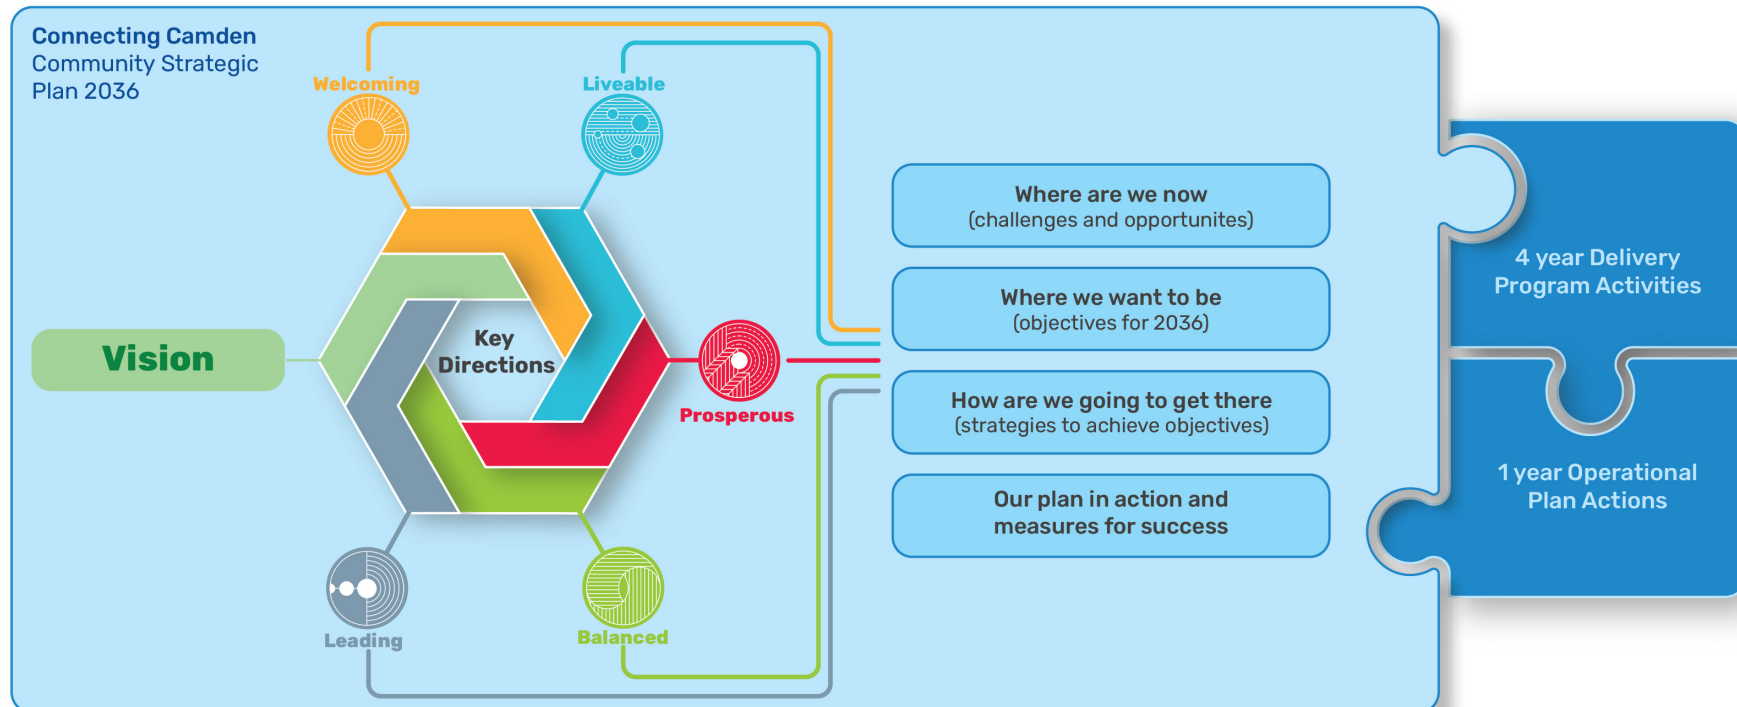 Connecting Camden
Community Strategic
Plan 2036
Welcoming
Liveable
Vision
Key
Directions
Prosperous
Leading
Balanced
Where are we now
(challenges and opportunites)
Where we want to be
(objectives for 2036)
How are we going to get there
(strategies to achieve objectives)
Our plan in action and
measures for success
4 year Delivery
Program Activities
1 year Operational
Plan Actions